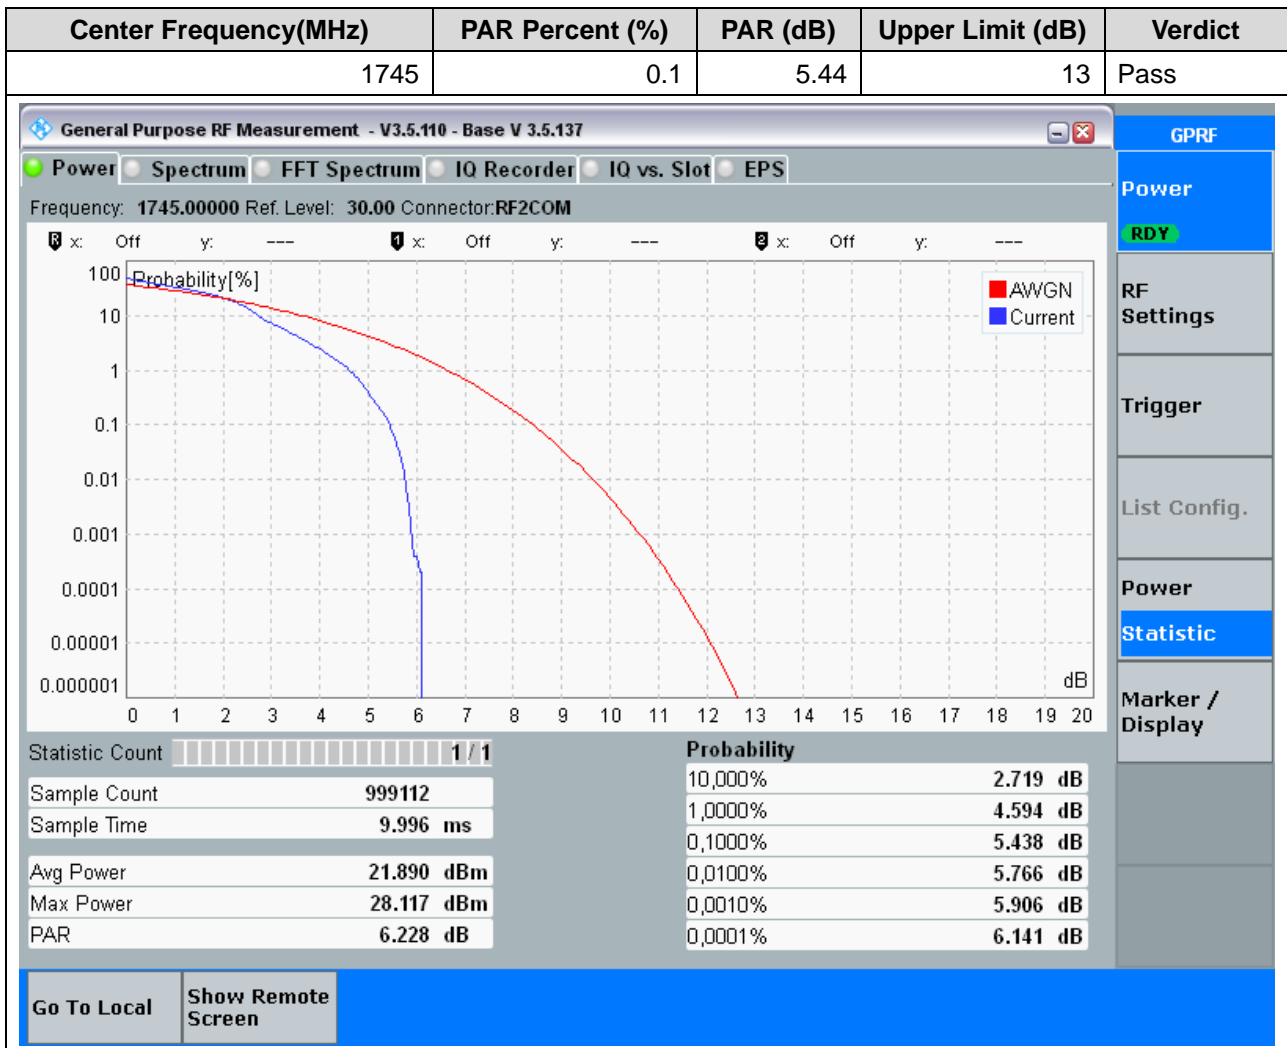 Center Frequency(MHz) PAR Percent (%) PAR (dB) Upper Limit (dB) Verdict
1745 0.1 5.44 13 Pass
General Purpose RF Measurement - V3.5.110 - Base V 3.5.137
GPRF
Power Spectrum FFT Spectrum IQ Recorder IQ vs. Slot EPS
Power
RDY
Frequency: 1745.00000 Ref. Level: 30.00 Connector:RF2COM
R x: Off y: --- 1 x: Off y: --- 2 x: Off y: ---
Probability[%]
AWGN
Current
100
10
1
0.1
0.01
0.001
0.0001
0.00001
0.000001
dB
0 1 2 3 4 5 6 7 8 9 10 11 12 13 14 15 16 17 18 19 20
RF
Settings
Trigger
List Config.
Power
Statistic
Marker /
Display
Statistic Count 1 / 1
Sample Count 999112
Sample Time 9.996 ms
Avg Power 21.890 dBm
Max Power 28.117 dBm
PAR 6.228 dB
Probability
10,000% 2.719 dB
1,0000% 4.594 dB
0,1000% 5.438 dB
0,0100% 5.766 dB
0,0010% 5.906 dB
0,0001% 6.141 dB
Go To Local
Show Remote
Screen